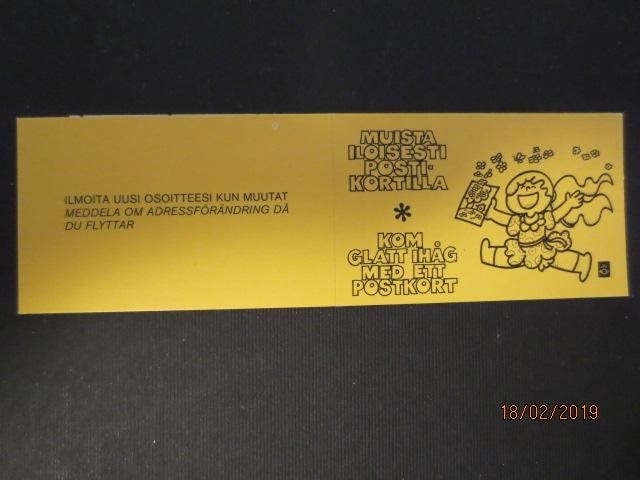 ILMOITA UUSI OSOITTEESI KUN MUUTAT
MEDDELA OM ADRESSFÖRÄNDRING DÅ
DU FLYTTAR
MUISTA
ILOISESTI
POSTI-
KORTILLA
*
KOM
GLATT IHÅG
MED ETT
POSTKORT
18/02/2019